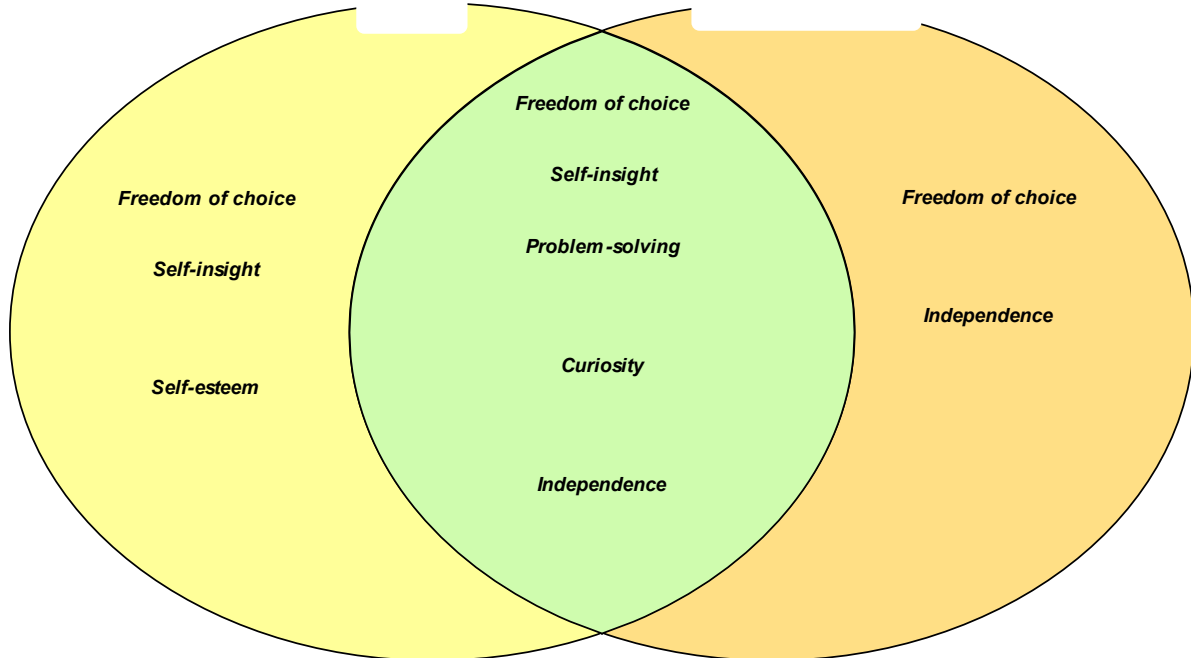 Freedom of choice
Self-insight
Self-esteem
Freedom of choice
Self-insight
Problem-solving
Curiosity
Independence
Freedom of choice
Independence